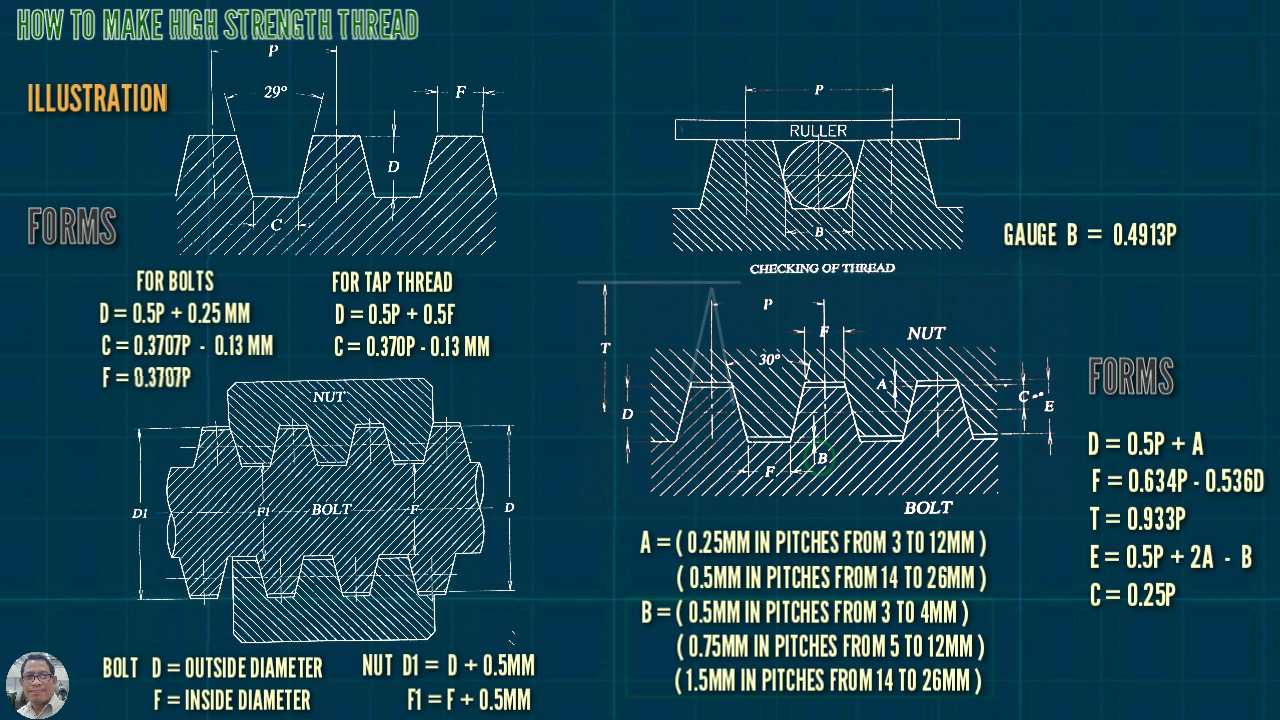 HOW TO MAKE HIGH STRENGTH THREAD
ILLUSTRATION
P
29°
F
D
C
FORMS
FOR BOLTS
D = 0.5P + 0.25 MM
C = 0.3707P - 0.13 MM
F = 0.3707P
FOR TAP THREAD
D = 0.5P + 0.5F
C = 0.370P - 0.13 MM
NUT
D1
F1
BOLT
F
D
BOLT D = OUTSIDE DIAMETER
F = INSIDE DIAMETER
NUT D1 = D + 0.5MM
F1 = F + 0.5MM
P
RULLER
B
CHECKING OF THREAD
GAUGE B = 0.4913P
P
T
F
NUT
30°
A
C
E
D
B
F
BOLT
A = ( 0.25MM IN PITCHES FROM 3 TO 12MM )
( 0.5MM IN PITCHES FROM 14 TO 26MM )
B = ( 0.5MM IN PITCHES FROM 3 TO 4MM )
( 0.75MM IN PITCHES FROM 5 TO 12MM )
( 1.5MM IN PITCHES FROM 14 TO 26MM )
FORMS
D = 0.5P + A
F = 0.634P - 0.536D
T = 0.933P
E = 0.5P + 2A - B
C = 0.25P